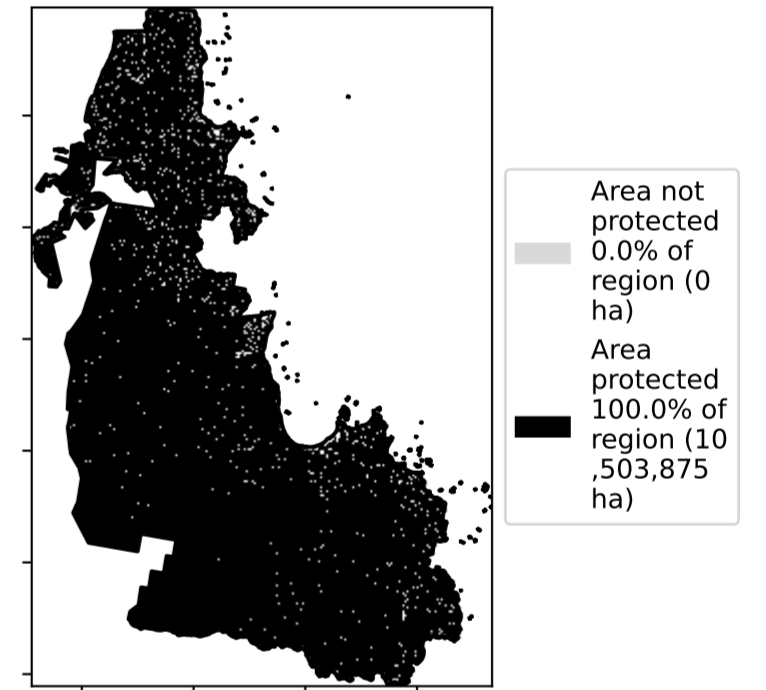 Area not
protected
0.0% of
region (0
ha)
Area
protected
100.0% of
region (10
,503,875
ha)